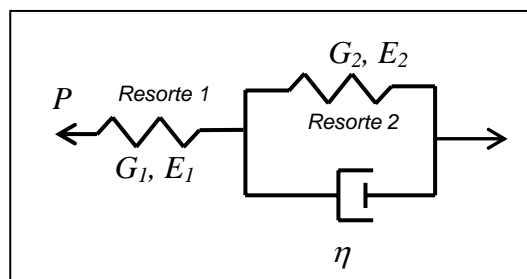 G2, E2
Resorte 1
P
Resorte 2
G1, E1
η